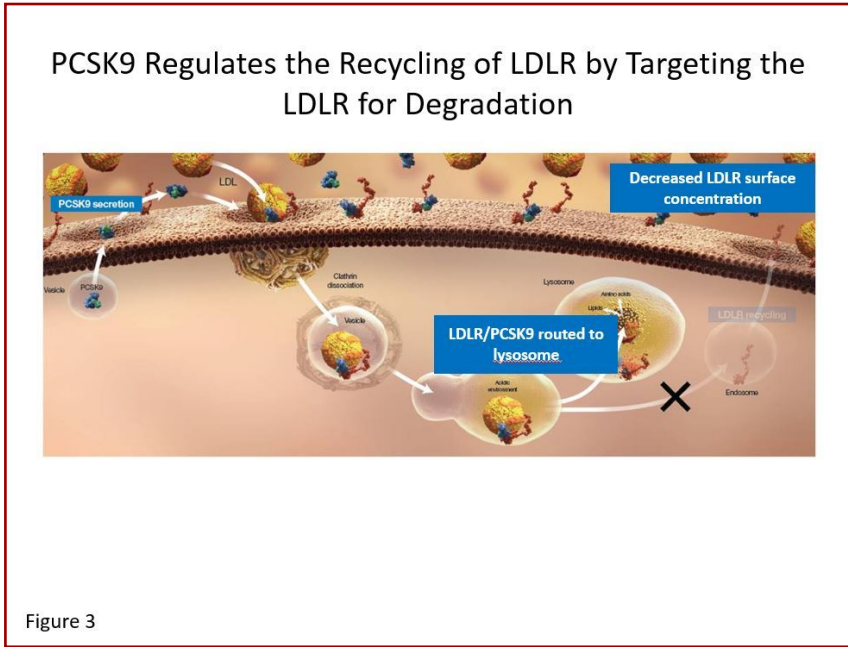 PCSK9 Regulates the Recycling of LDLR by Targeting the
LDLR for Degradation
LDL
Decreased LDLR surface
concentration
PCSK9 secretion
Vesicle
PCSK9
Clathrin
dissociation
Lysosome
Amino acids
Lipids
Vesicle
LDLR recycling
LDLR/PCSK9 routed to
lysosome
Acidic
environment
Endosome
Figure 3